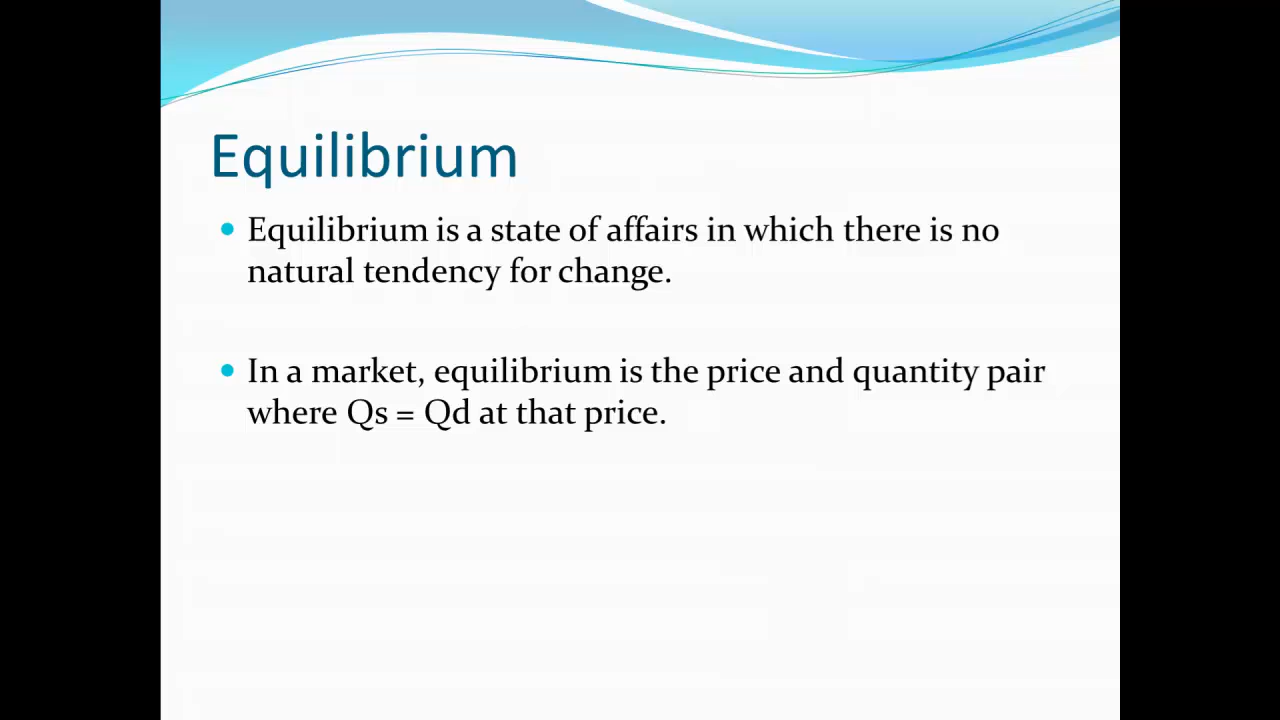 Equilibrium
• Equilibrium is a state of affairs in which there is no
natural tendency for change.
• In a market, equilibrium is the price and quantity pair
where Qs = Qd at that price.